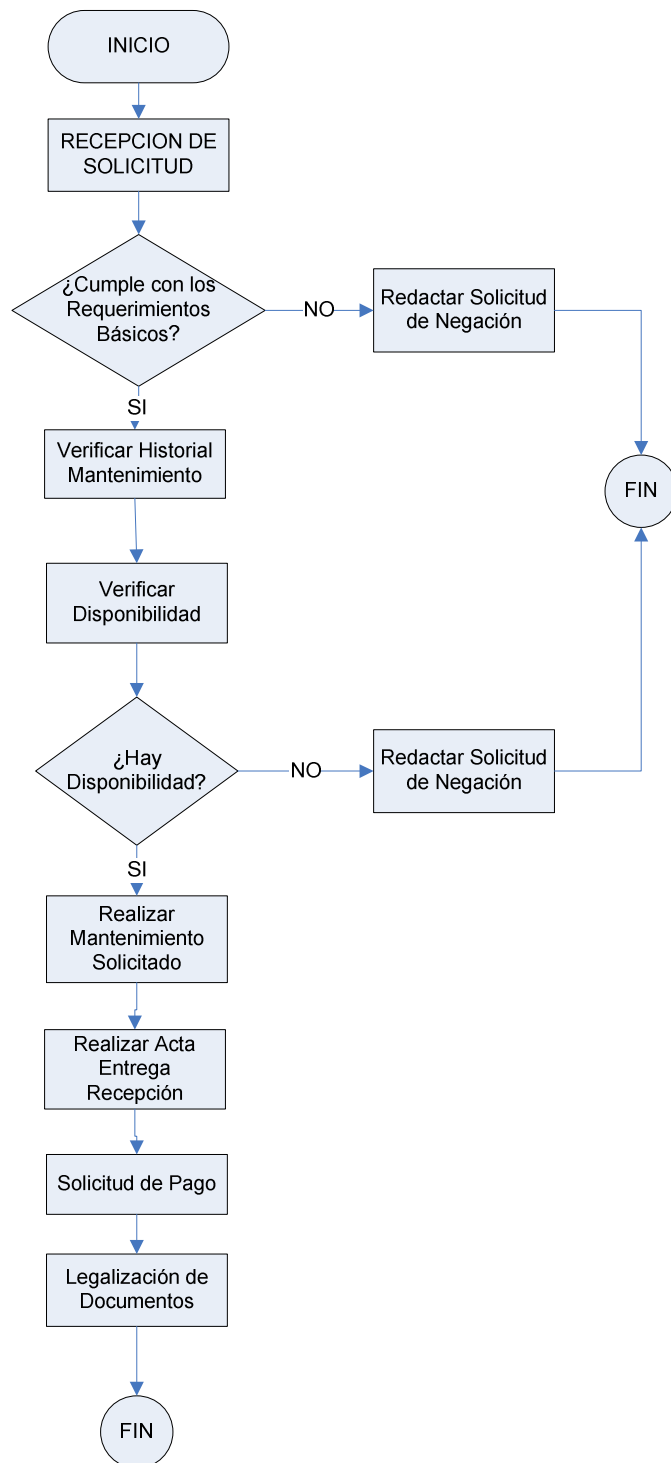 INICIO
RECEPCION DE
SOLICITUD
¿Cumple con los
Requerimientos
Básicos?
NO
Redactar Solicitud
de Negación
SI
Verificar Historial
Mantenimiento
FIN
Verificar
Disponibilidad
¿Hay
Disponibilidad?
NO
Redactar Solicitud
de Negación
SI
Realizar
Mantenimiento
Solicitado
Realizar Acta
Entrega
Recepción
Solicitud de Pago
Legalización de
Documentos
FIN